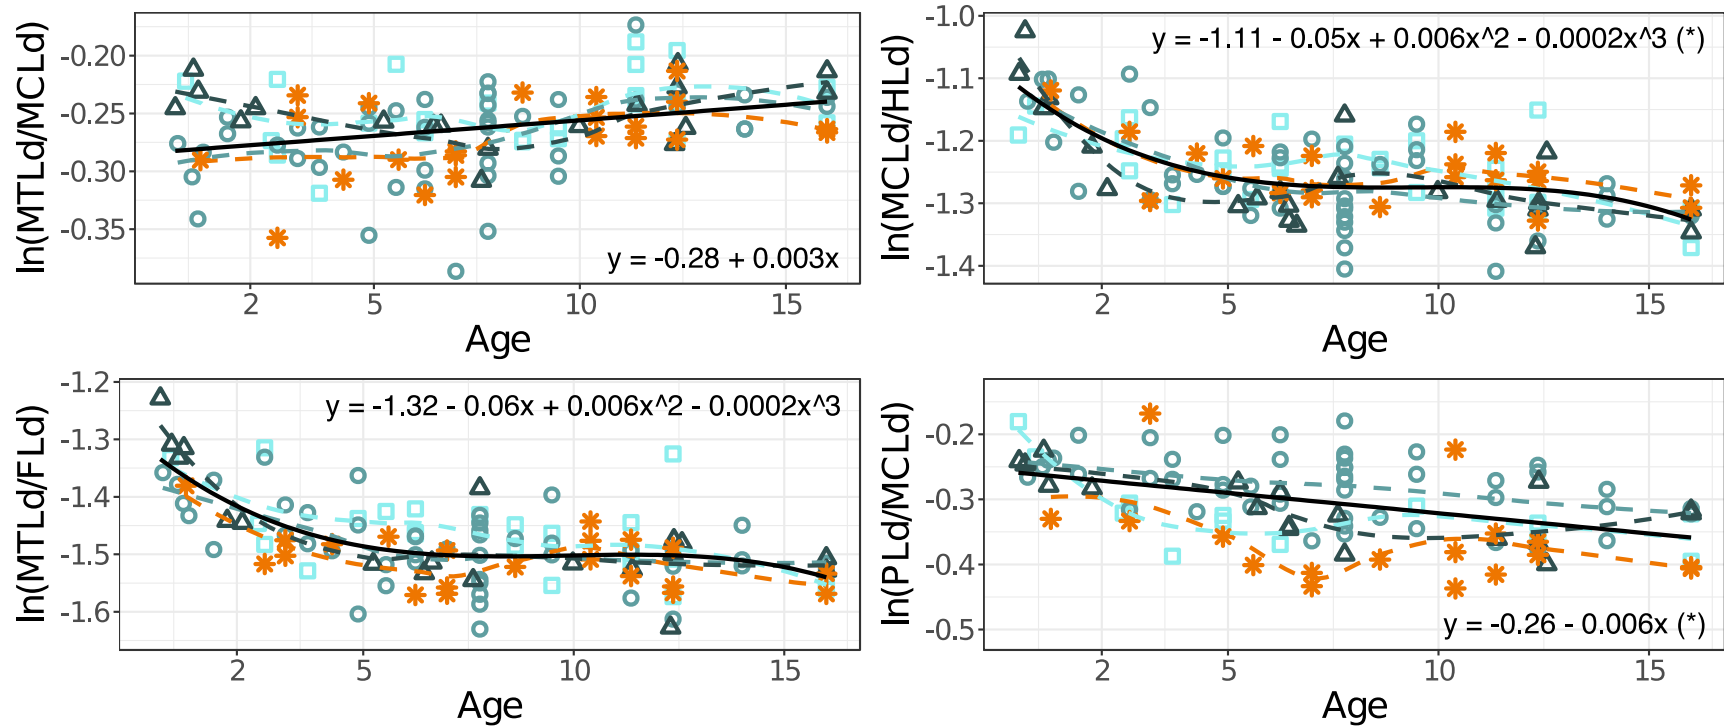 ln(MTLd/MCLd)
-0.20
-0.25
-0.30
-0.35
y = -0.28 + 0.003x
2 5 10 15
Age
ln(MCLd/HLd)
-1.0
-1.1
-1.2
-1.3
-1.4
y = -1.11 - 0.05x + 0.006x^2 - 0.0002x^3 (*)
2 5 10 15
Age
ln(MTLd/FLd)
-1.2
-1.3
-1.4
-1.5
-1.6
y = -1.32 - 0.06x + 0.006x^2 - 0.0002x^3
2 5 10 15
Age
ln(PLd/MCLd)
-0.2
-0.3
-0.4
-0.5
y = -0.26 - 0.006x (*)
2 5 10 15
Age